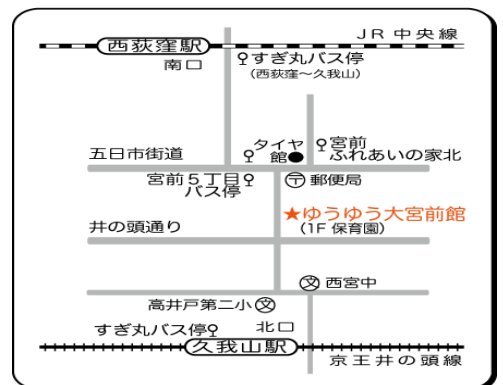 JR 中央線
西荻窪駅
南口
すぎ丸バス停
(西荻窪～久我山)
タイヤ
館
宮前
ふれあいの家北
五日市街道
宮前5丁目
バス停
〒 郵便局
★ゆうゆう大宮前館
(1F 保育園)
井の頭通り
文 西宮中
高井戸第二小 文
すぎ丸バス停
北口
久我山駅
京王井の頭線